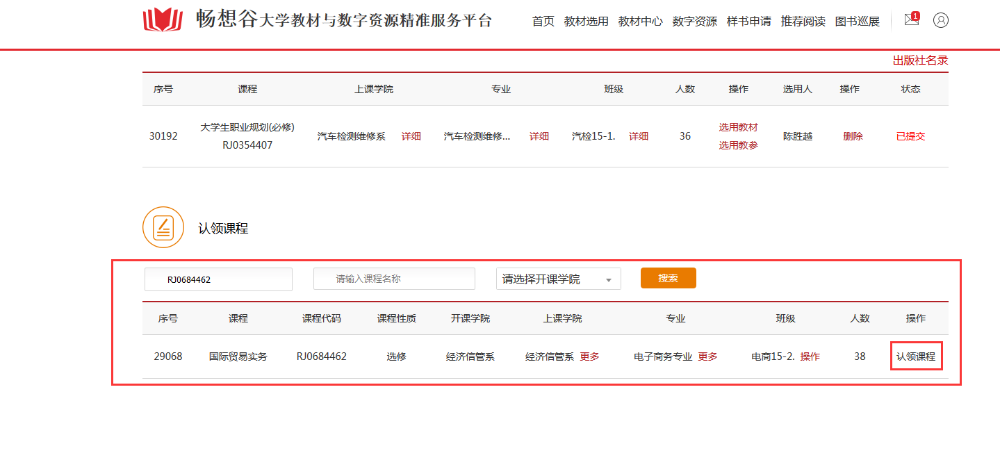 畅想谷大学教材与数字资源精准服务平台
首页 教材选用 教材中心 数字资源 样书申请 推荐阅读 图书巡展 1
出版社名录
序号 课程 上课学院 专业 班级 人数 操作 选用人 操作 状态
30192 大学生职业规划(必修) RJ0354407 汽车检测维修系 详细 汽车检测维修... 详细 汽检15-1. 详细 36 选用教材 选用教参 陈胜越 删除 已提交
认领课程
RJ0684462 请输入课程名称 请选择开课学院 搜索
序号 课程 课程代码 课程性质 开课学院 上课学院 专业 班级 人数 操作
29068 国际贸易实务 RJ0684462 选修 经济信管系 经济信管系 更多 电子商务专业 更多 电商15-2. 操作 38 认领课程